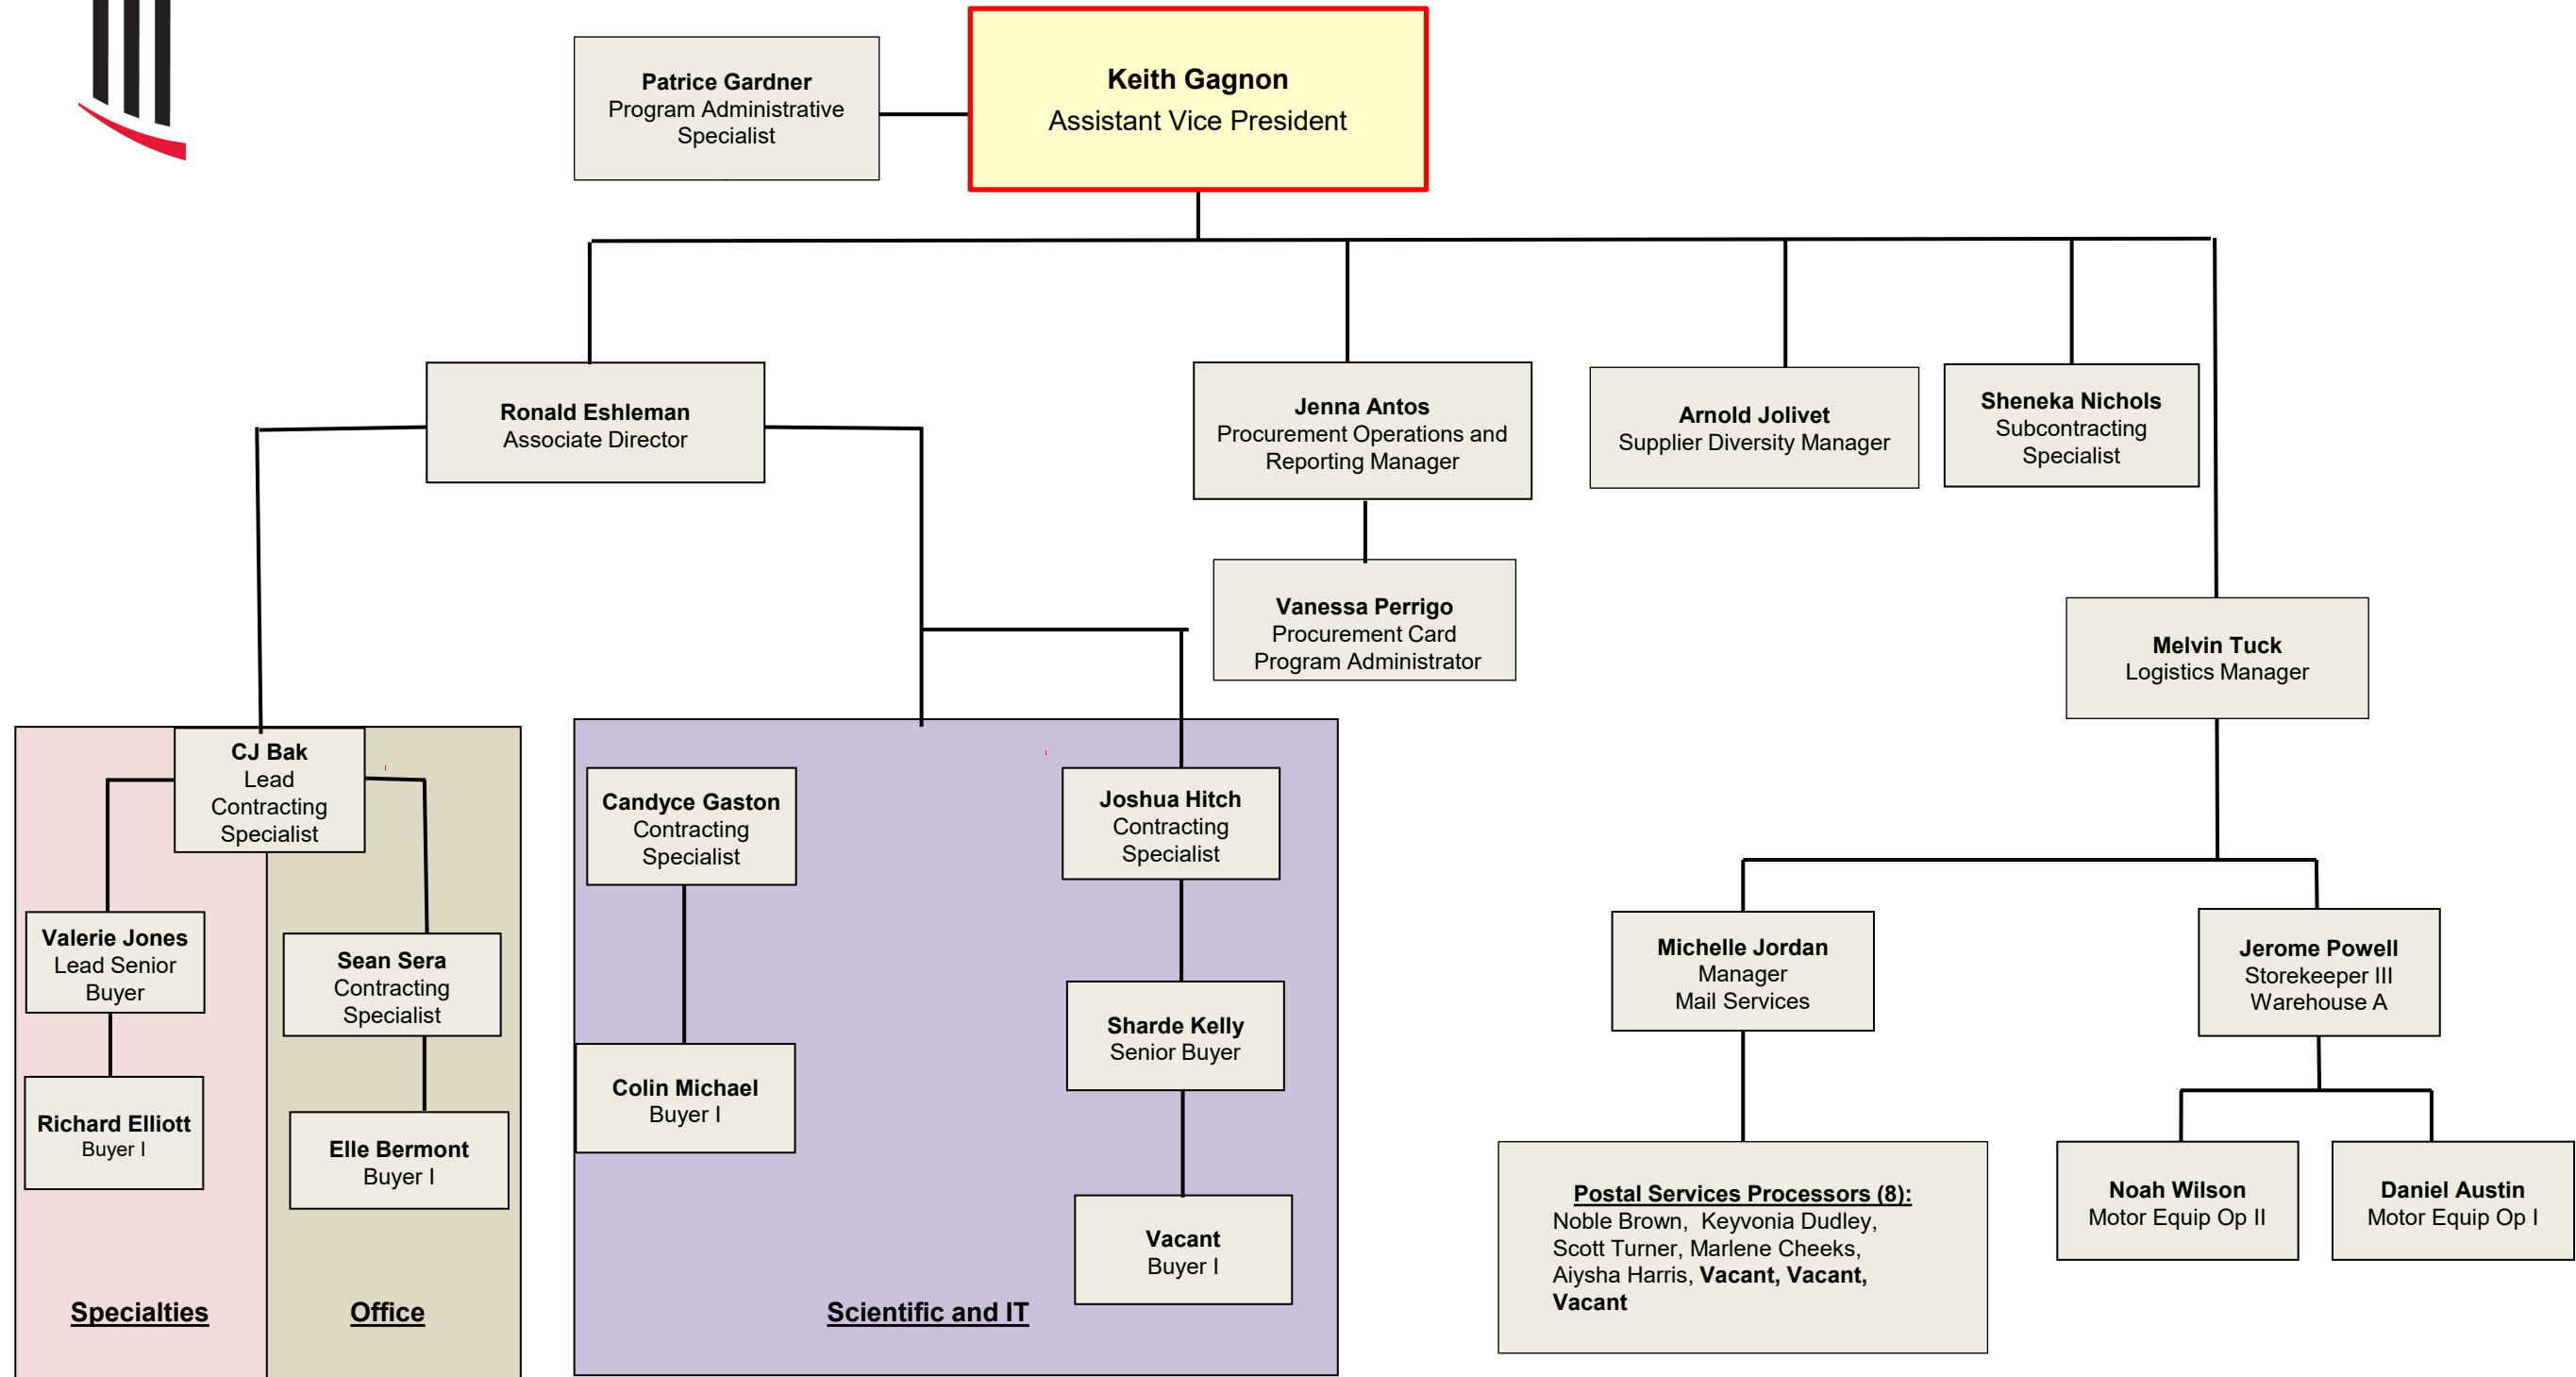 Patrice Gardner
Program Administrative
Specialist
Keith Gagnon
Assistant Vice President
Ronald Eshleman
Associate Director
Jenna Antos
Procurement Operations and
Reporting Manager
Arnold Jolivet
Supplier Diversity Manager
Sheneka Nichols
Subcontracting
Specialist
Vanessa Perrigo
Procurement Card
Program Administrator
Melvin Tuck
Logistics Manager
CJ Bak
Lead
Contracting
Specialist
Candyce Gaston
Contracting
Specialist
Joshua Hitch
Contracting
Specialist
Valerie Jones
Lead Senior
Buyer
Sean Sera
Contracting
Specialist
Michelle Jordan
Manager
Mail Services
Jerome Powell
Storekeeper III
Warehouse A
Sharde Kelly
Senior Buyer
Colin Michael
Buyer I
Richard Elliott
Buyer I
Elle Bermont
Buyer I
Vacant
Buyer I
Postal Services Processors (8):
Noble Brown,  Keyvonia Dudley,
Scott Turner, Marlene Cheeks,
Aiysha Harris, Vacant, Vacant,
Vacant
Noah Wilson
Motor Equip Op II
Daniel Austin
Motor Equip Op I
Specialties
Office
Scientific and IT